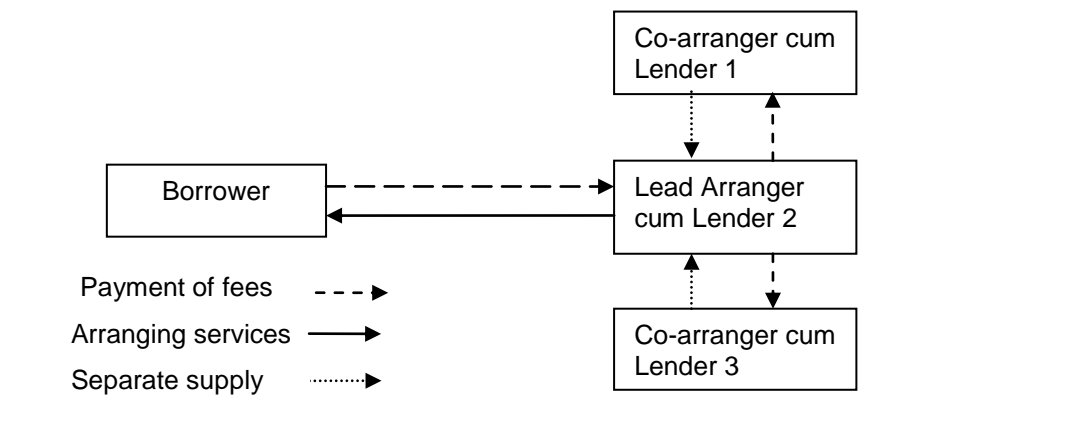 Co-arranger cum
Lender 1
Borrower
Lead Arranger
cum Lender 2
Payment of fees
Arranging services
Separate supply
Co-arranger cum
Lender 3